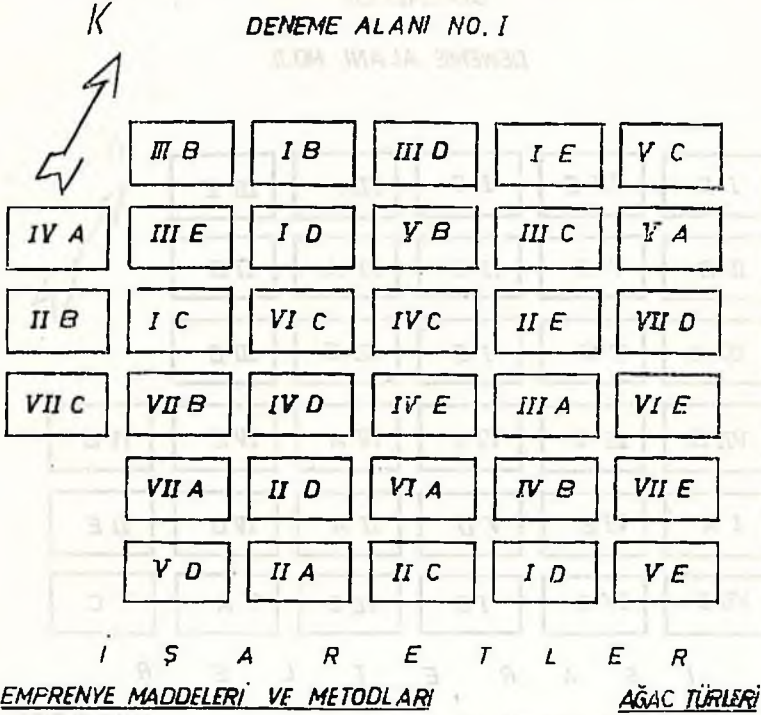 K
DENEME ALANI NO. I
III B I B III D I E V C
IV A III E I D V B III C V A
II B I C VI C IV C II E VII D
VII C VII B IV D IV E III A VI E
VII A II D VI A IV B VII E
V D II A II C I D V E
I Ş A R E T L E R
EMPRENYE MADDELERİ VE METODLARI AĞAC TÜRLERİ